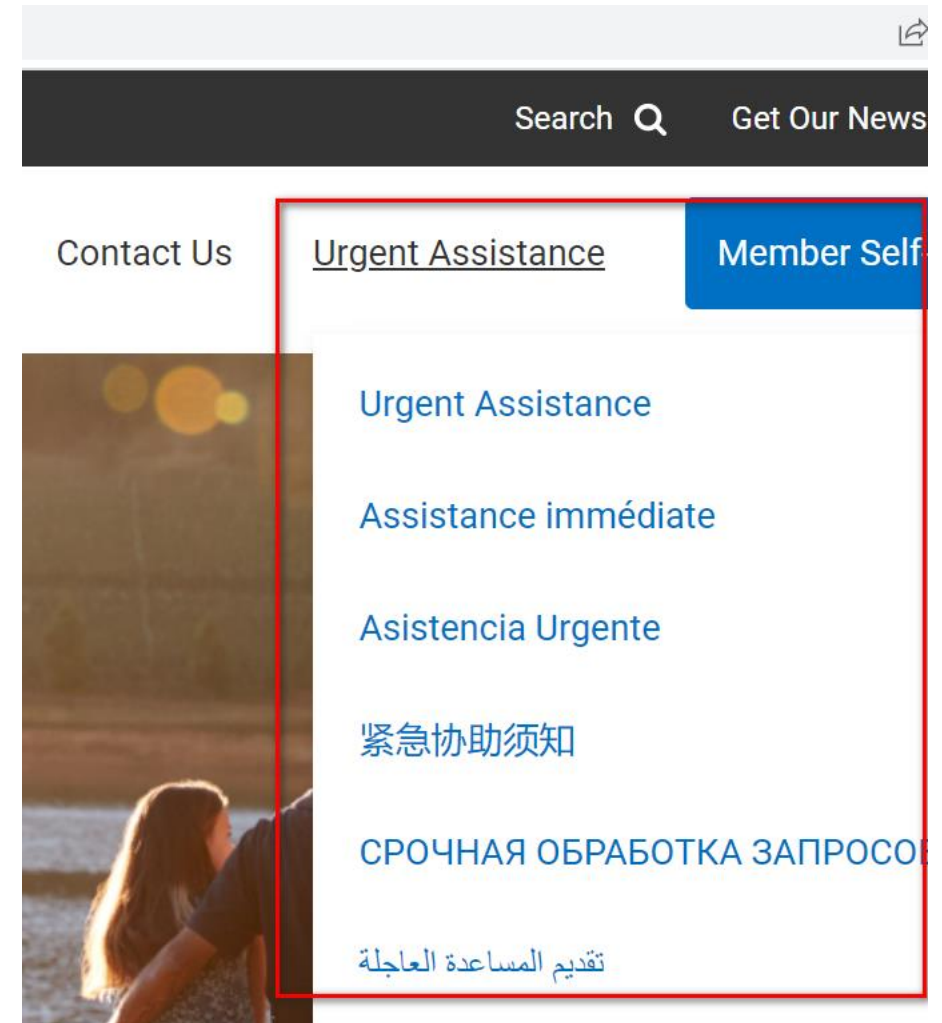 Search
Get Our News
Contact Us
Urgent Assistance
Member Self-
Urgent Assistance
Assistance immédiate
Asistencia Urgente
紧急协助须知
СРОЧНАЯ ОБРАБОТКА ЗАПРОСОВ
تقديم المساعدة العاجلة